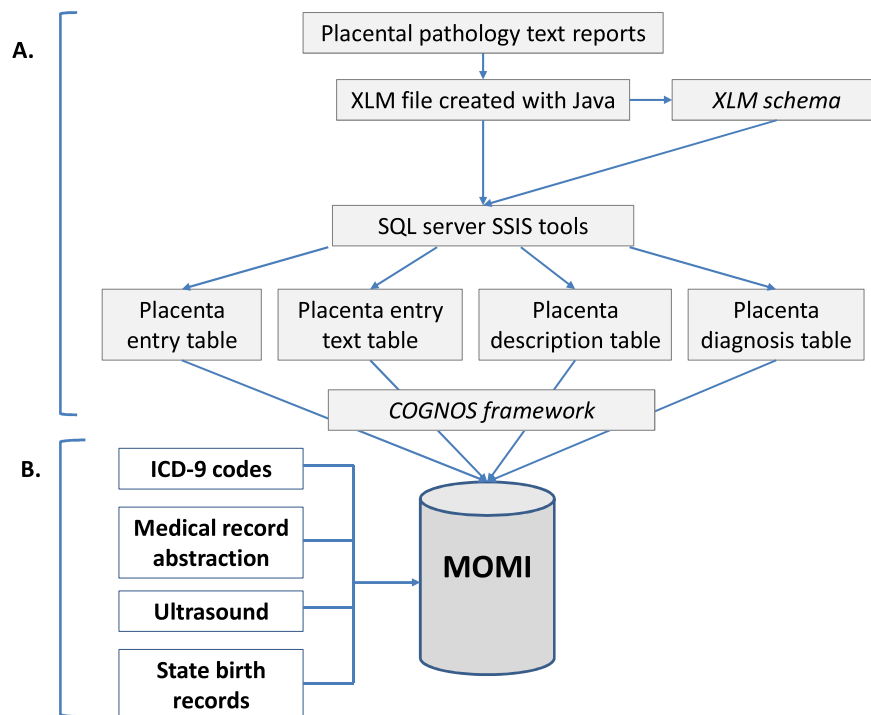 A.
Placental pathology text reports
XLM file created with Java
XLM schema
SQL server SSIS tools
Placenta
entry table
Placenta entry
text table
Placenta
description table
Placenta
diagnosis table
COGNOS framework
B.
ICD-9 codes
Medical record
abstraction
Ultrasound
State birth
records
MOMI